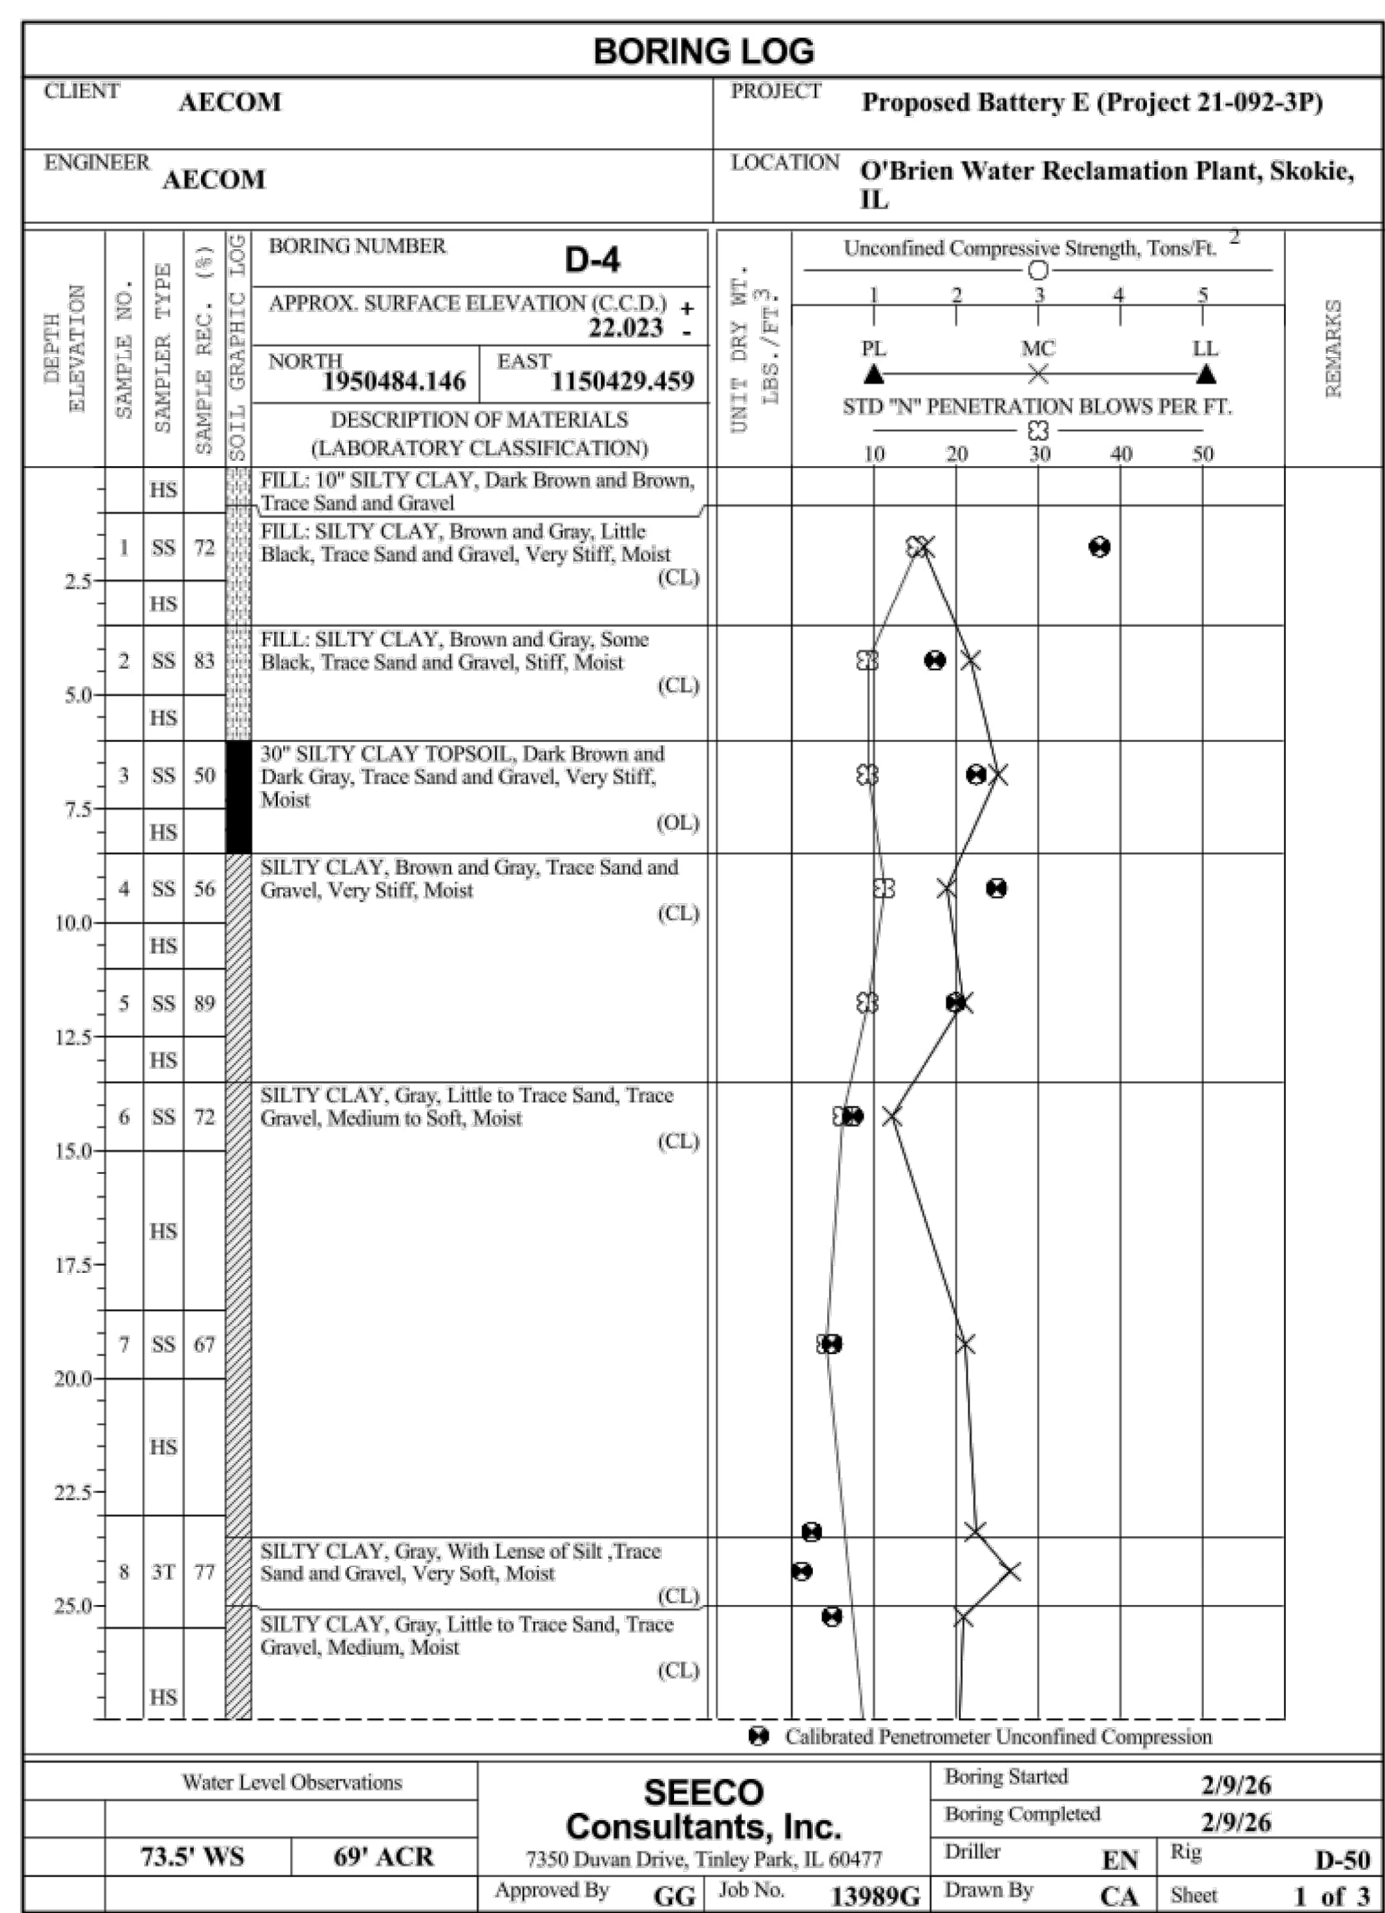 BORING LOG
CLIENT AECOM
PROJECT Proposed Battery E (Project 21-092-3P)
ENGINEER AECOM
LOCATION O'Brien Water Reclamation Plant, Skokie,
IL
DEPTH
ELEVATION
SAMPLE NO.
SAMPLER TYPE
SAMPLE REC. (%)
SOIL GRAPHIC LOG
BORING NUMBER D-4
APPROX. SURFACE ELEVATION (C.C.D.) +
22.023 -
NORTH 1950484.146
EAST 1150429.459
DESCRIPTION OF MATERIALS
(LABORATORY CLASSIFICATION)
UNIT DRY WT.
LBS./FT.3
Unconfined Compressive Strength, Tons/Ft. 2
1 2 3 4 5
PL MC LL
STD "N" PENETRATION BLOWS PER FT.
10 20 30 40 50
REMARKS
HS
FILL: 10" SILTY CLAY, Dark Brown and Brown,
Trace Sand and Gravel
1 SS 72
FILL: SILTY CLAY, Brown and Gray, Little
Black, Trace Sand and Gravel, Very Stiff, Moist
(CL)
2.5
HS
2 SS 83
FILL: SILTY CLAY, Brown and Gray, Some
Black, Trace Sand and Gravel, Stiff, Moist
(CL)
5.0
HS
3 SS 50
30" SILTY CLAY TOPSOIL, Dark Brown and
Dark Gray, Trace Sand and Gravel, Very Stiff,
Moist
(OL)
7.5
HS
4 SS 56
SILTY CLAY, Brown and Gray, Trace Sand and
Gravel, Very Stiff, Moist
(CL)
10.0
HS
5 SS 89
12.5
HS
6 SS 72
SILTY CLAY, Gray, Little to Trace Sand, Trace
Gravel, Medium to Soft, Moist
(CL)
15.0
HS
17.5
7 SS 67
20.0
HS
22.5
8 3T 77
SILTY CLAY, Gray, With Lense of Silt ,Trace
Sand and Gravel, Very Soft, Moist
(CL)
25.0
SILTY CLAY, Gray, Little to Trace Sand, Trace
Gravel, Medium, Moist
(CL)
HS
Calibrated Penetrometer Unconfined Compression
Water Level Observations
73.5' WS 69' ACR
SEECO
Consultants, Inc.
7350 Duvan Drive, Tinley Park, IL 60477
Approved By GG
Job No. 13989G
Boring Started 2/9/26
Boring Completed 2/9/26
Driller EN
Rig D-50
Drawn By CA
Sheet 1 of 3